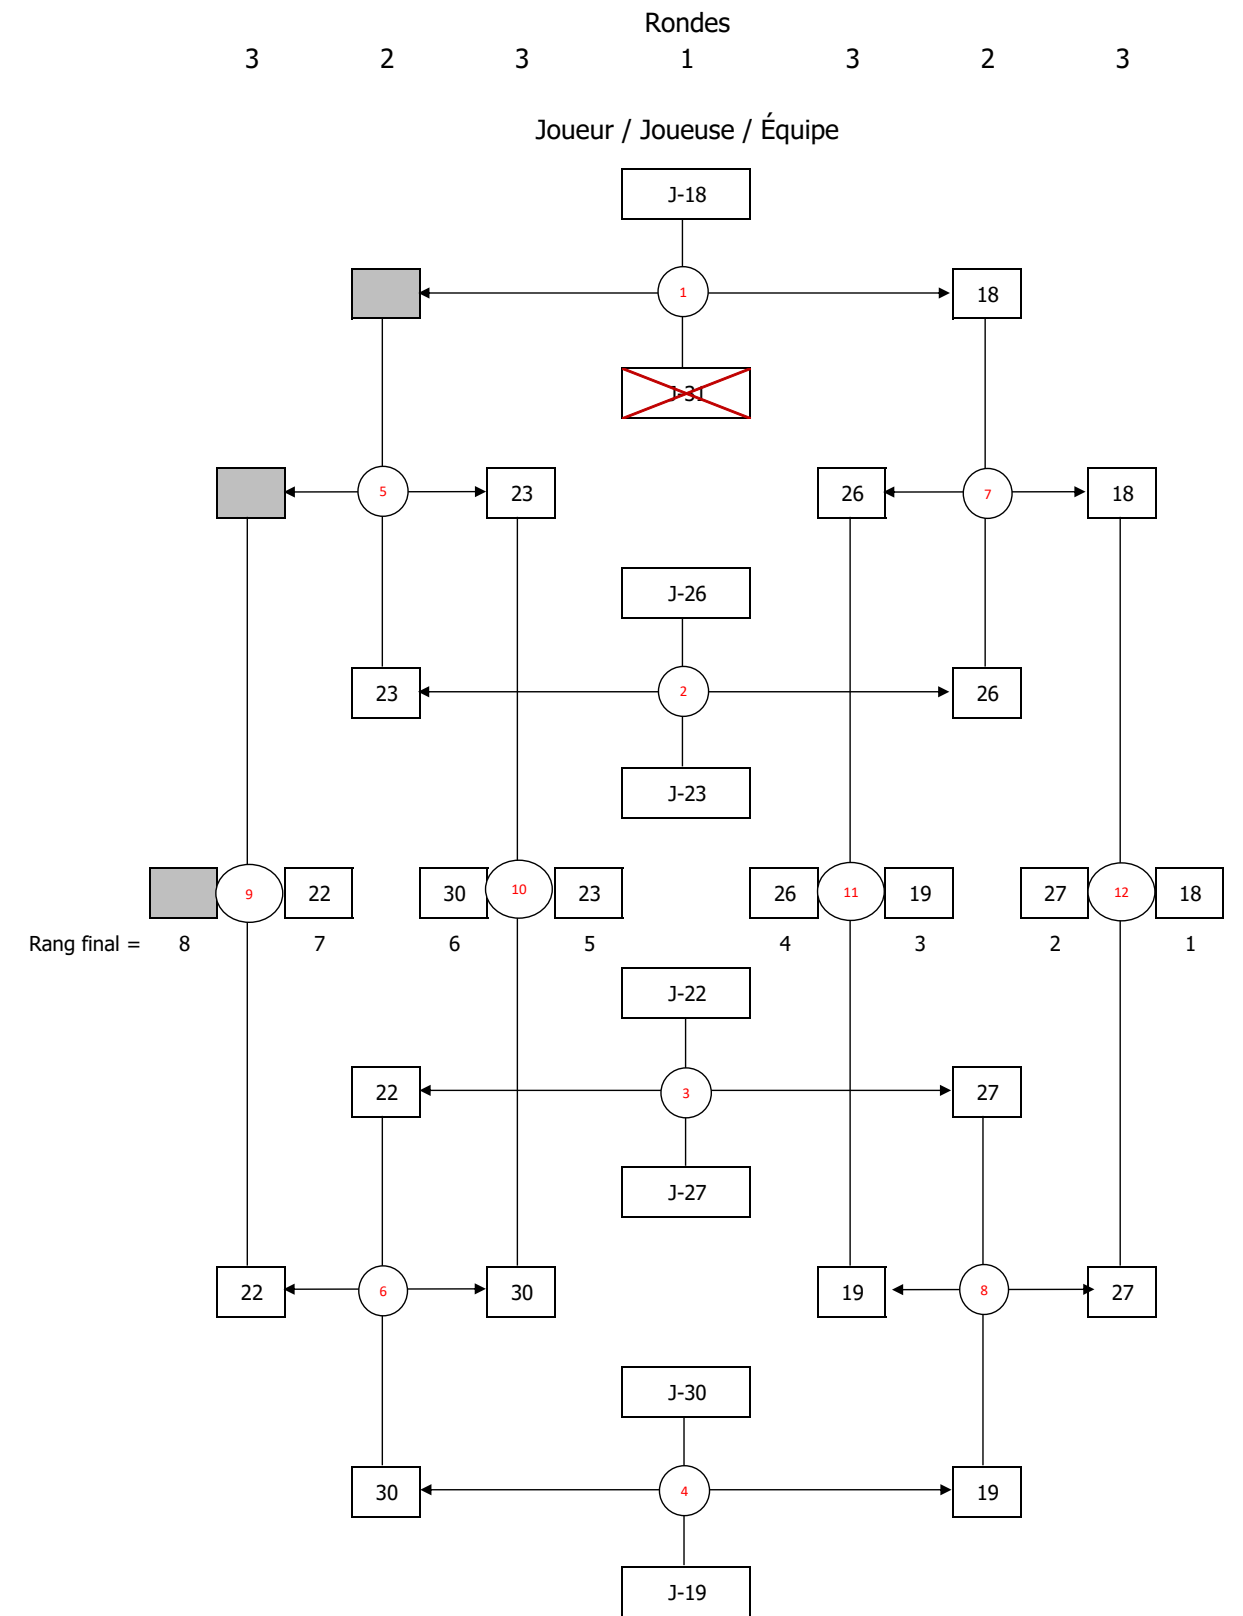 Rondes
3 2 3 1 3 2 3
Joueur / Joueuse / Équipe
J-18
1 18
J-31
5 23 26 7 18
J-26
23 2 26
J-23
9 22 30 10 23 26 11 19 27 12 18
Rang final = 8 7 6 5 4 3 2 1
J-22
22 3 27
J-27
22 6 30 19 8 27
J-30
30 4 19
J-19